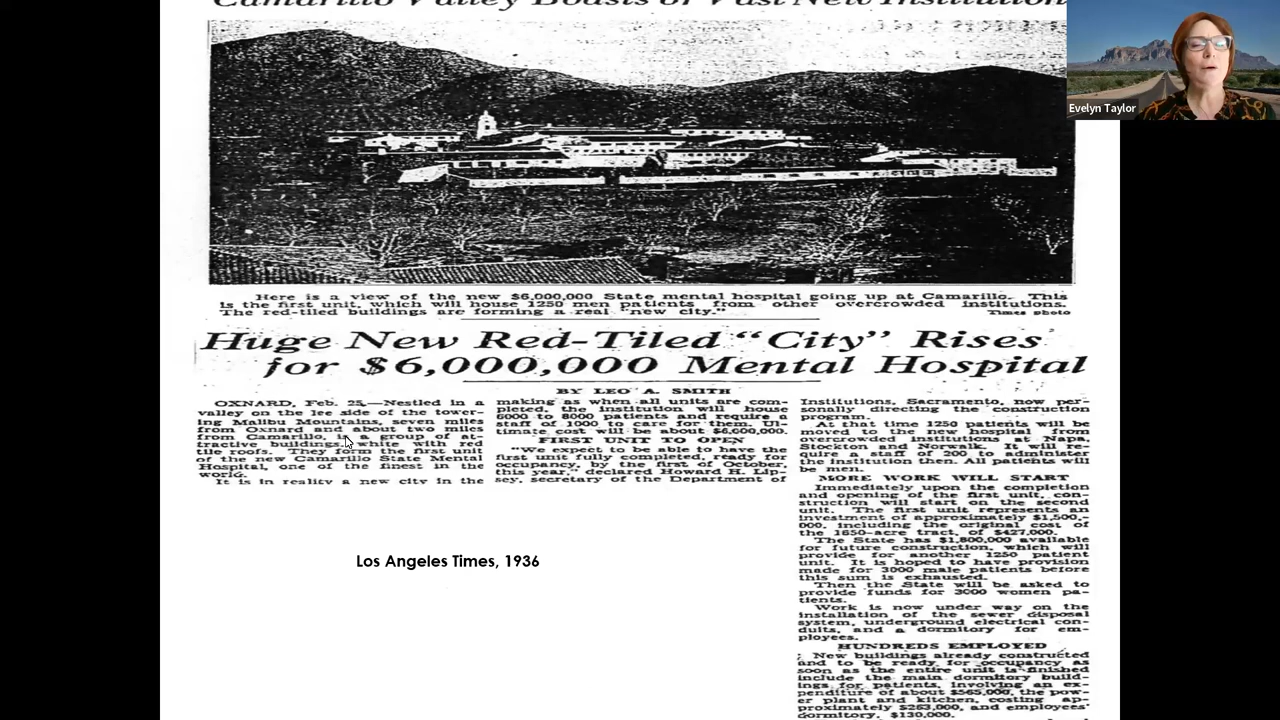 Camarillo Valley Boasts of Vast New Institution
Evelyn Taylor
Here is a view of the new $6,000,000 State mental hospital going up at Camarillo. This
is the first unit, which will house 1250 men patients from other overcrowded institutions.
The red-tiled buildings are forming a real "new city."
Times photo
Huge New Red-Tiled "City" Rises
for $6,000,000 Mental Hospital
BY LEO A. SMITH
OXNARD, Feb. 25.—Nestled in a
valley on the lee side of the tower-
ing Malibu Mountains, seven miles
from Oxnard and about two miles
from Camarillo, is a group of at-
tractive buildings, white with red
tile roofs. They form the first unit
of the new Camarillo State Mental
Hospital, one of the finest in the
world.
It is in reality a new city in the
making as when all units are com-
pleted, the institution will house
6000 to 8000 patients and require a
staff of 1000 to care for them. Ul-
timate cost will be about $6,000,000.
FIRST UNIT TO OPEN
"We expect to be able to have the
first unit fully completed, ready for
occupancy, by the first of October,
this year," declared Howard H. Lip-
sey, secretary of the Department of
Institutions, Sacramento, now per-
sonally directing the construction
program.
At that time 1250 patients will be
moved to the new hospital from
overcrowded institutions at Napa,
Stockton and Norwalk. It will re-
quire a staff of 200 to administer
the institution then. All patients will
be men.
MORE WORK WILL START
Immediately upon the completion
and opening of the first unit, con-
struction will start on the second
unit. The first unit represents an
investment of approximately $1,500,-
000, including the original cost of
the 1650-acre tract, of $427,000.
The State has $1,800,000 available
for future construction, which will
provide for another 1250 patient
unit. It is hoped to have provision
made for 3000 male patients before
this sum is exhausted.
Then the State will be asked to
provide funds for 3000 women pa-
tients.
Work is now under way on the
installation of the sewer disposal
system, underground electrical con-
duits, and a dormitory for em-
ployees.
HUNDREDS EMPLOYED
New buildings already constructed
and to be ready for occupancy as
soon as the entire unit is finished
include the main dormitory build-
ings for patients, involving an ex-
penditure of about $565,000, the pow-
er plant and kitchen, costing ap-
proximately $263,000, and employees'
dormitory, $130,000.
Los Angeles Times, 1936